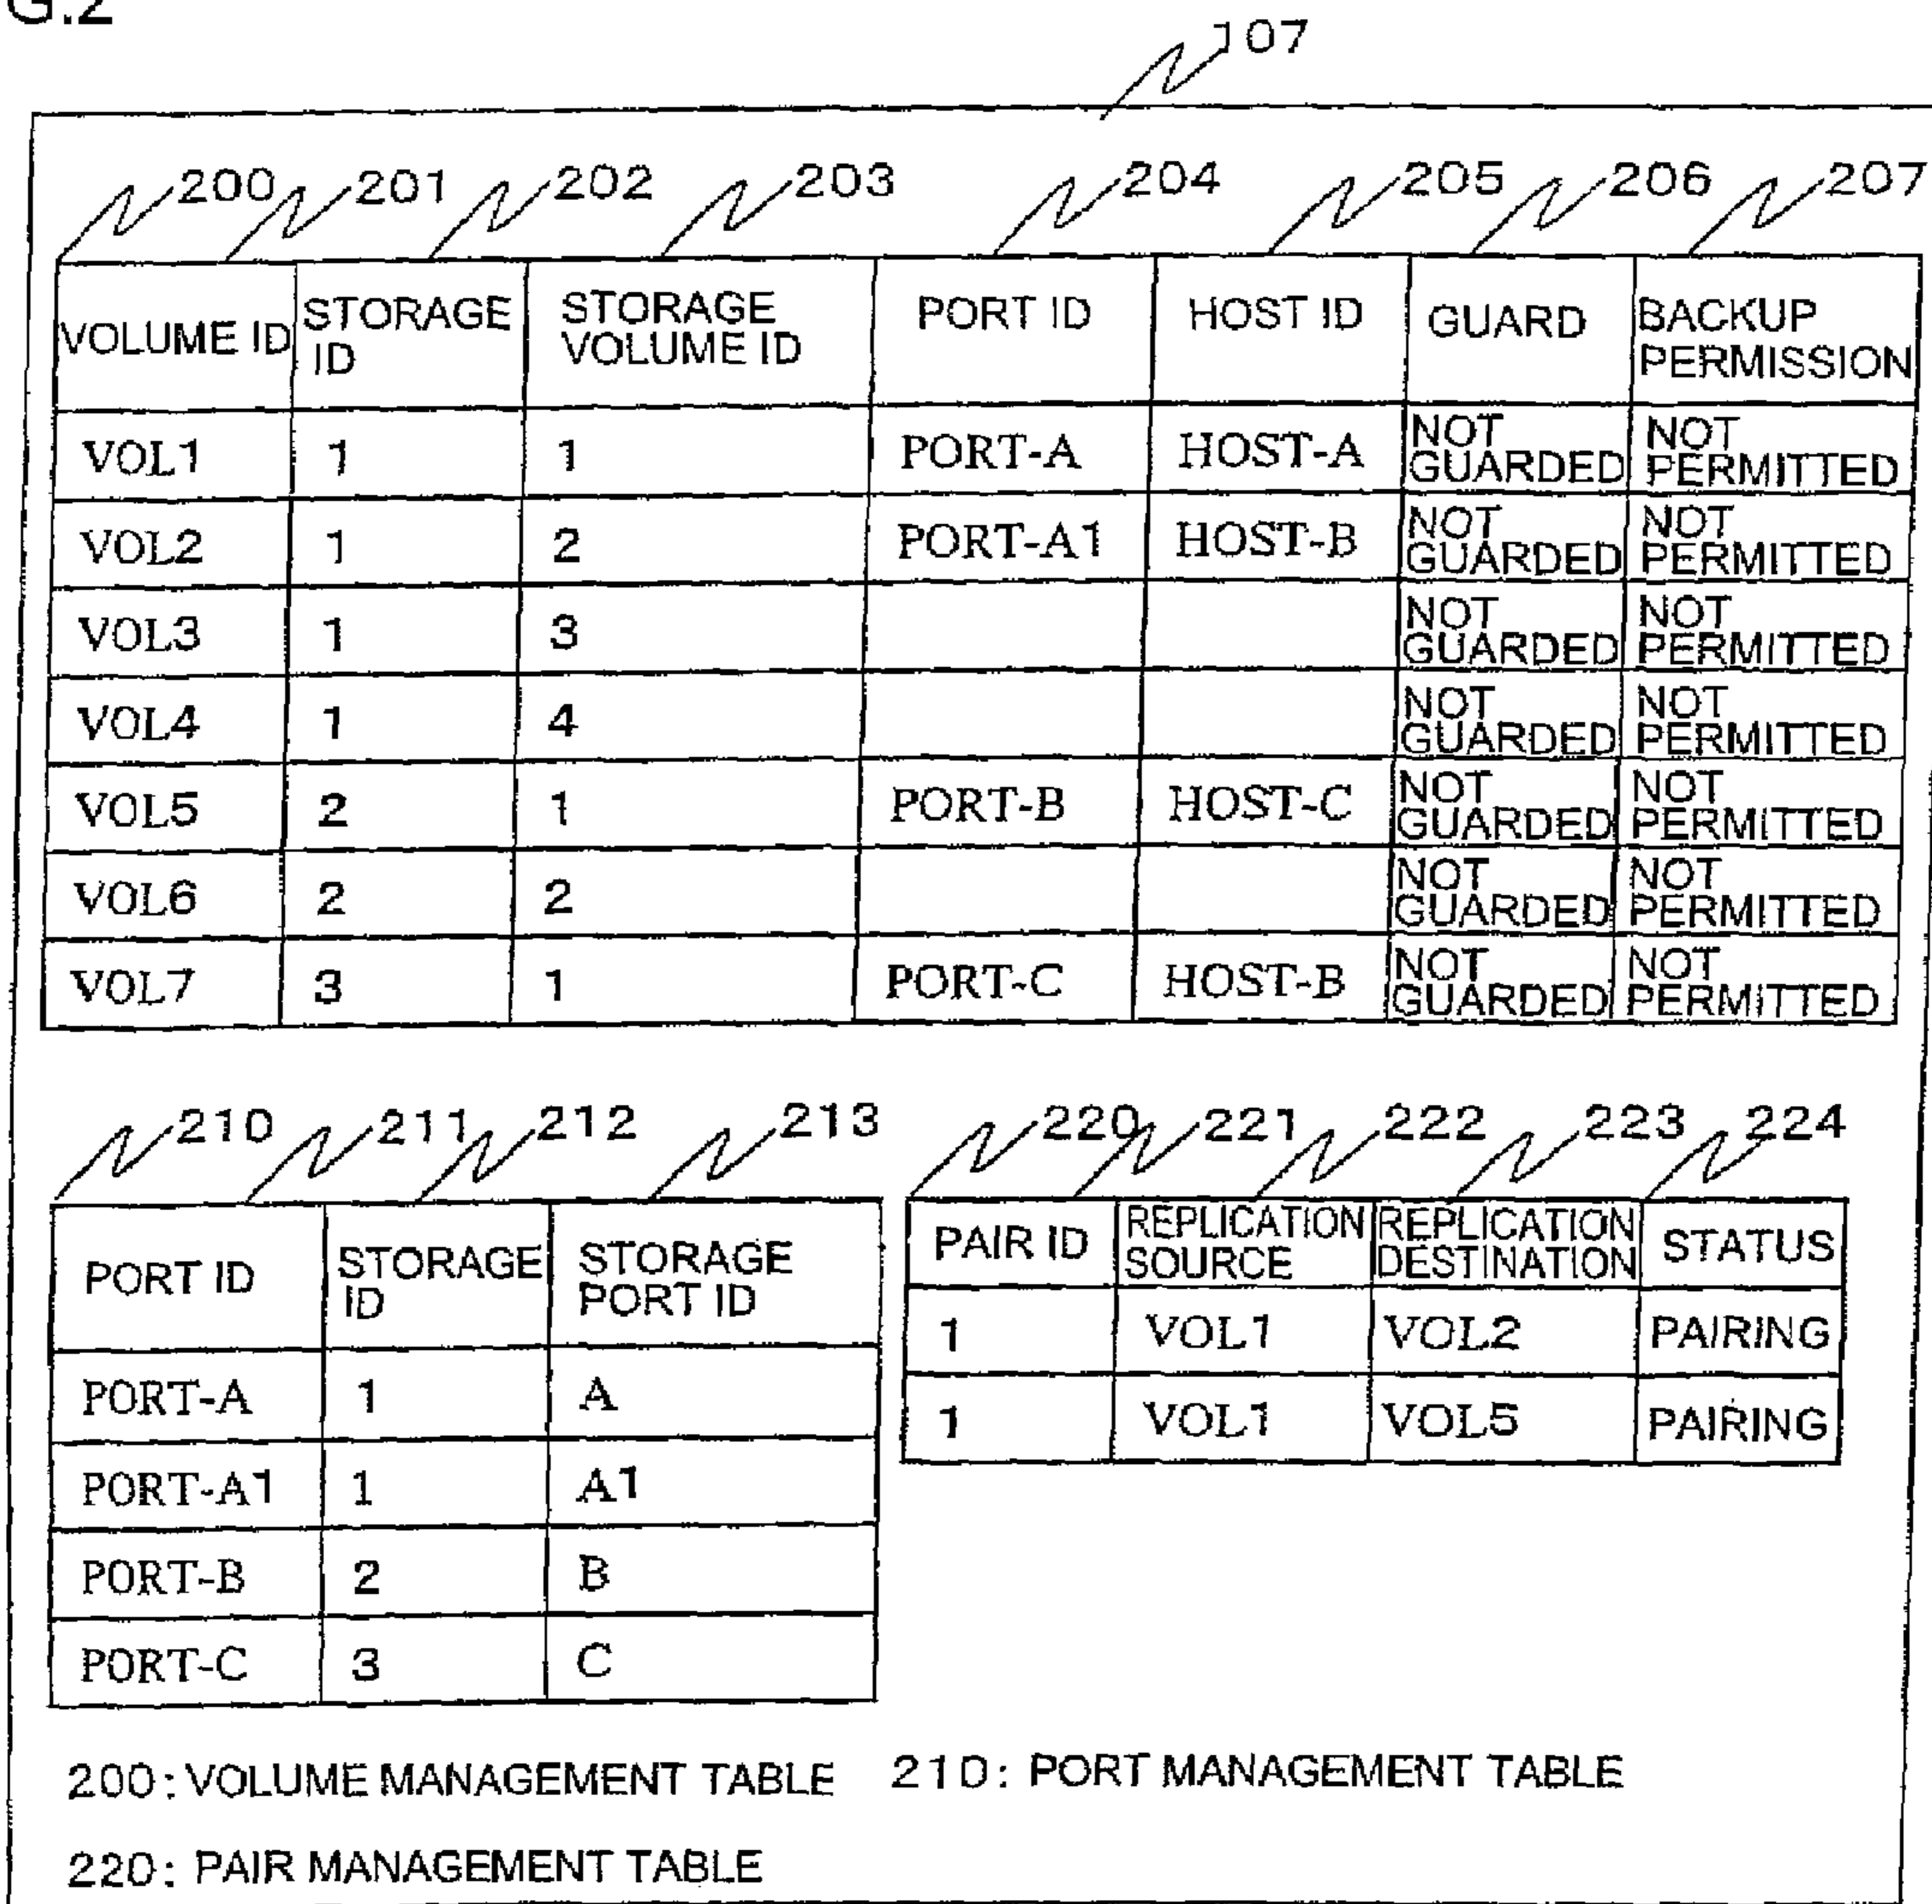 G.2
107
200 201 202 203 204 205 206 207
VOLUME ID STORAGE ID STORAGE VOLUME ID PORT ID HOST ID GUARD BACKUP PERMISSION
VOL1 1 1 PORT-A HOST-A NOT GUARDED NOT PERMITTED
VOL2 1 2 PORT-A1 HOST-B NOT GUARDED NOT PERMITTED
VOL3 1 3 NOT GUARDED NOT PERMITTED
VOL4 1 4 NOT GUARDED NOT PERMITTED
VOL5 2 1 PORT-B HOST-C NOT GUARDED NOT PERMITTED
VOL6 2 2 NOT GUARDED NOT PERMITTED
VOL7 3 1 PORT-C HOST-B NOT GUARDED NOT PERMITTED
210 211 212 213
PORT ID STORAGE ID STORAGE PORT ID
PORT-A 1 A
PORT-A1 1 A1
PORT-B 2 B
PORT-C 3 C
220 221 222 223 224
PAIR ID REPLICATION SOURCE REPLICATION DESTINATION STATUS
1 VOL1 VOL2 PAIRING
1 VOL1 VOL5 PAIRING
200: VOLUME MANAGEMENT TABLE 210: PORT MANAGEMENT TABLE
220: PAIR MANAGEMENT TABLE